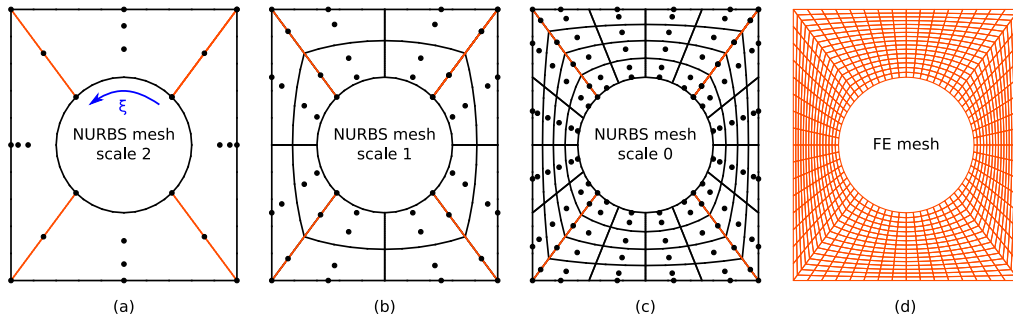 ξ
NURBS mesh
scale 2
NURBS mesh
scale 1
NURBS mesh
scale 0
FE mesh
(a)
(b)
(c)
(d)